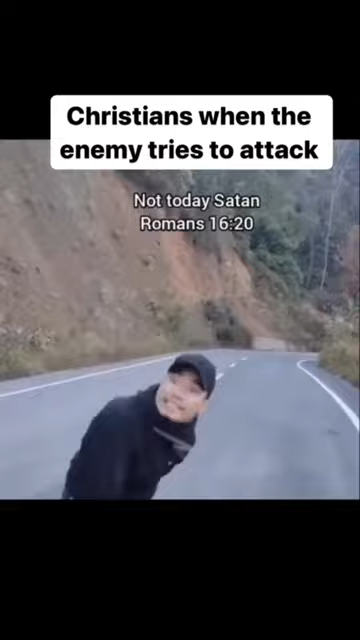 Christians when the
enemy tries to attack
Not today Satan
Romans 16:20